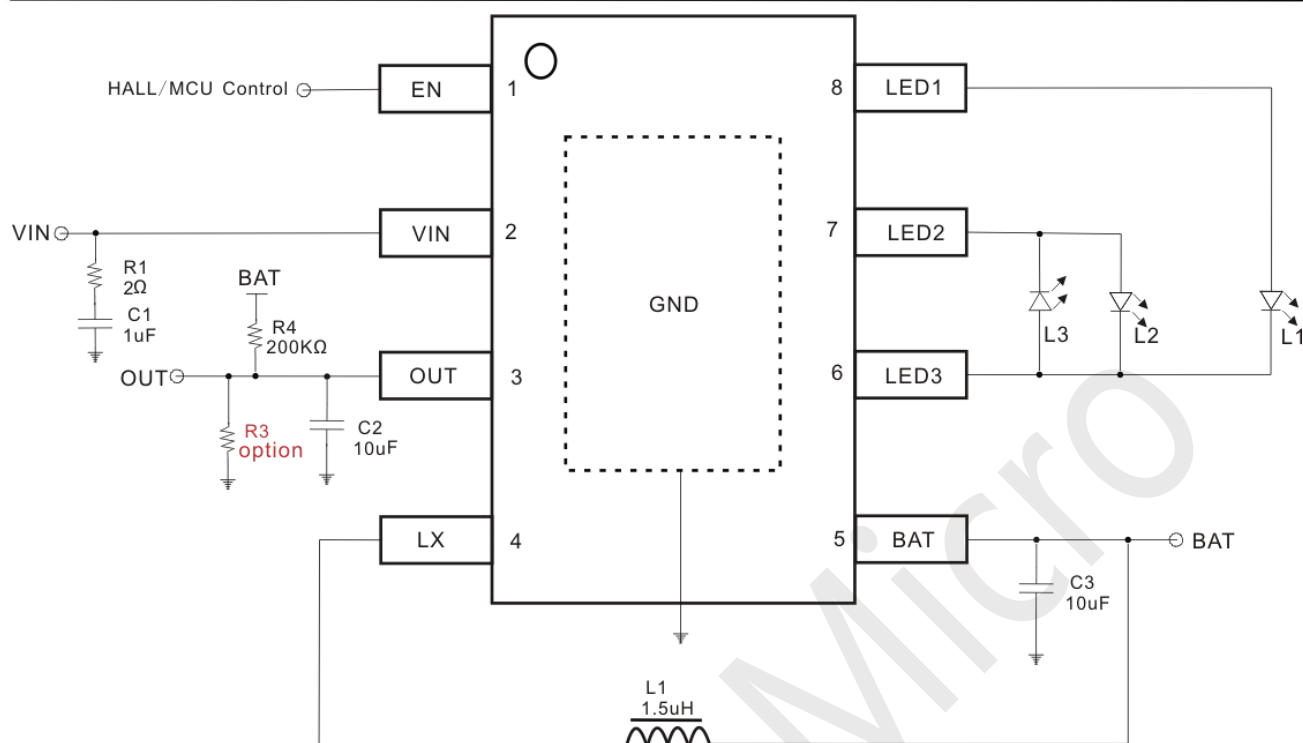 HALL/MCU Control
EN
1
8
LED1
VIN
VIN
2
7
LED2
R1
2Ω
BAT
C1
1uF
R4
200KΩ
GND
L3
L2
L1
OUT
OUT
3
6
LED3
R3
option
C2
10uF
LX
4
5
BAT
BAT
C3
10uF
L1
1.5uH
Micro